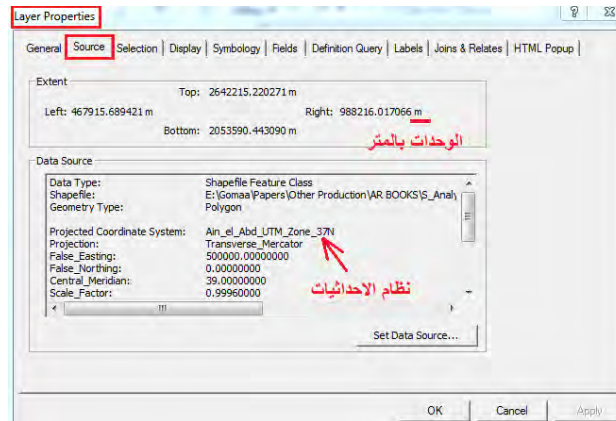 Layer Properties
General Source Selection Display Symbology Fields Definition Query Labels Joins & Relates HTML Popup
Extent
Top: 2642215.220271 m
Left: 467915.689421 m Right: 988216.017066 m
Bottom: 2053590.443090 m
الوحدات بالمتر
Data Source
Data Type: Shapefile Feature Class
Shapefile: E:\Gomaa\Papers\Other Production\AR BOOKS\S_Analy
Geometry Type: Polygon
Projected Coordinate System: Ain_el_Abd_UTM_Zone_37N
Projection: Transverse_Mercator
False_Easting: 500000.00000000
False_Northing: 0.00000000
Central_Meridian: 39.00000000
Scale_Factor: 0.99960000
نظام الاحداثيات
Set Data Source...
OK Cancel Apply